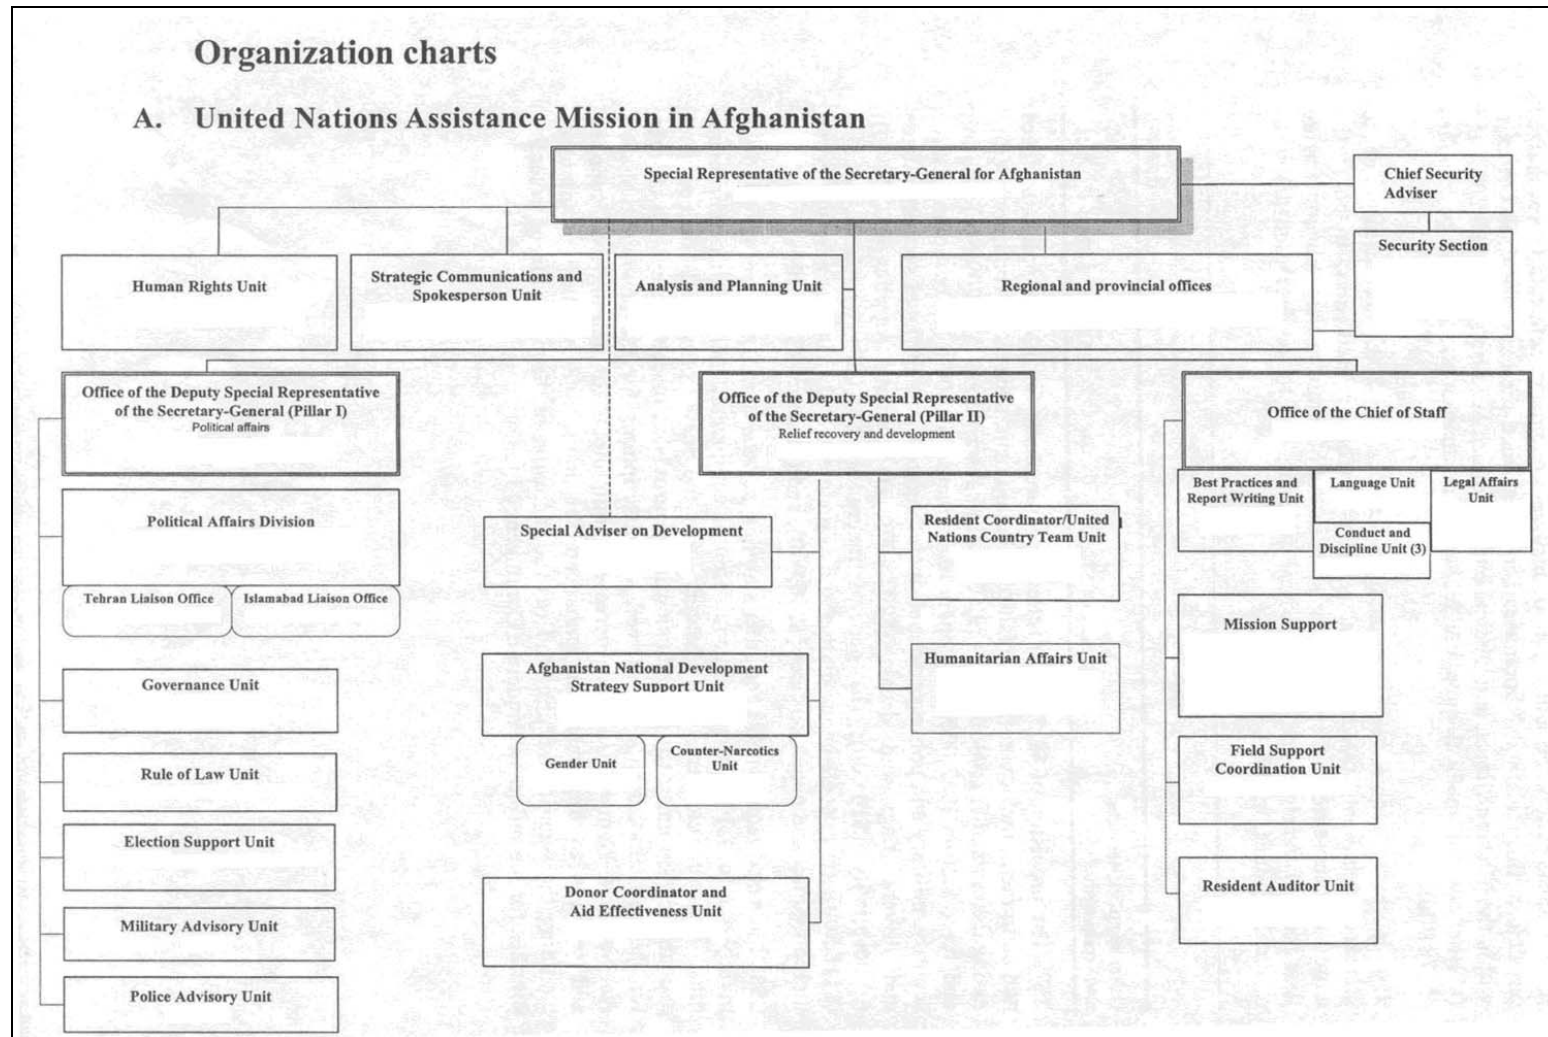 Organization charts
A. United Nations Assistance Mission in Afghanistan
Special Representative of the Secretary-General for Afghanistan
Chief Security
Adviser
Security Section
Human Rights Unit
Strategic Communications and
Spokesperson Unit
Analysis and Planning Unit
Regional and provincial offices
Office of the Deputy Special Representative
of the Secretary-General (Pillar I)
Political affairs
Office of the Deputy Special Representative
of the Secretary-General (Pillar II)
Relief recovery and development
Office of the Chief of Staff
Best Practices and
Report Writing Unit
Language Unit
Legal Affairs
Unit
Conduct and
Discipline Unit (3)
Political Affairs Division
Tehran Liaison Office
Islamabad Liaison Office
Governance Unit
Rule of Law Unit
Election Support Unit
Military Advisory Unit
Police Advisory Unit
Special Adviser on Development
Afghanistan National Development
Strategy Support Unit
Gender Unit
Counter-Narcotics
Unit
Donor Coordinator and
Aid Effectiveness Unit
Resident Coordinator/United
Nations Country Team Unit
Humanitarian Affairs Unit
Mission Support
Field Support
Coordination Unit
Resident Auditor Unit